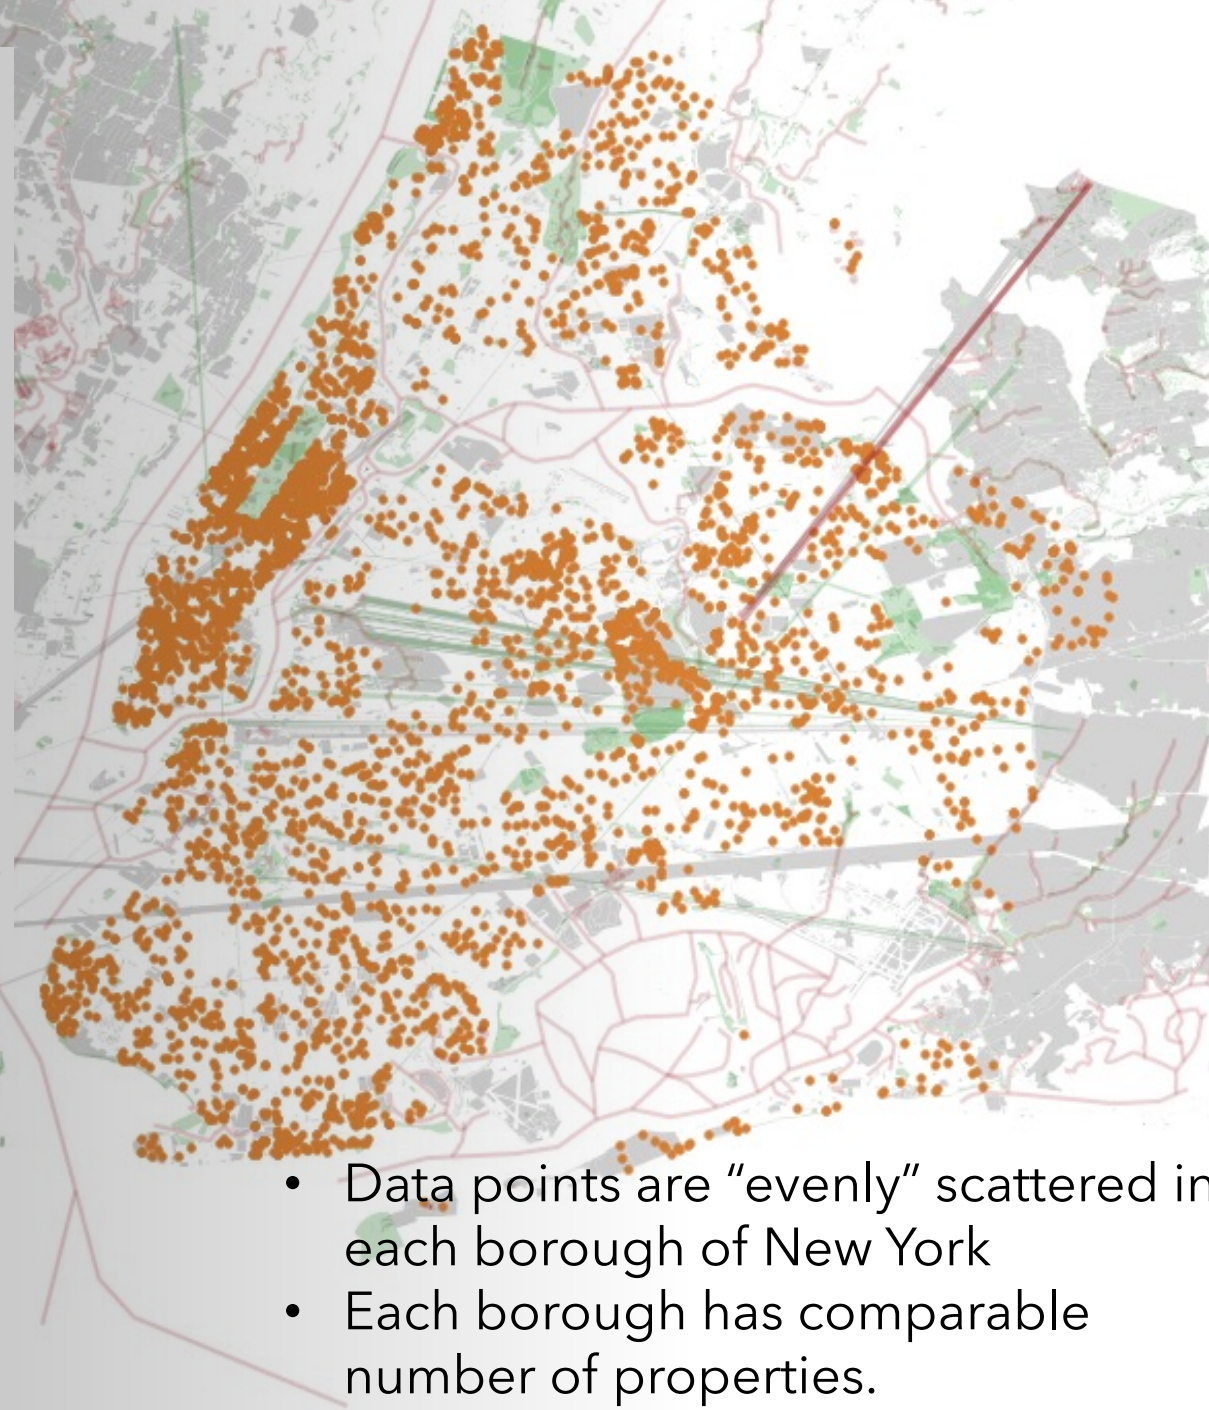 • Data points are “evenly” scattered in
each borough of New York
• Each borough has comparable
number of properties.